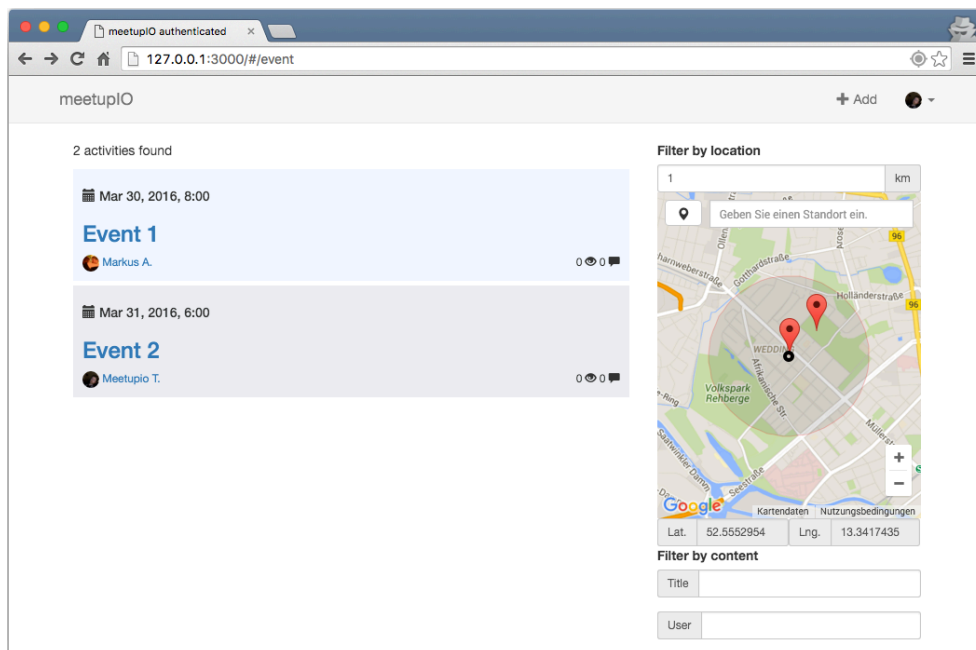 meetupIO authenticated
127.0.0.1:3000/#/event
meetupIO
Add
2 activities found
Mar 30, 2016, 8:00
Event 1
Markus A.
0 0
Mar 31, 2016, 6:00
Event 2
Meetupio T.
0 0
Filter by location
1 km
Geben Sie einen Standort ein.
96
Gotthardstraße
Holländerstraße
96
WEDDING
Afrikanische Str
Volkspark
Rehberge
Seestraße
Google
Kartendaten Nutzungsbedingungen
Lat. 52.5552954 Lng. 13.3417435
Filter by content
Title
User